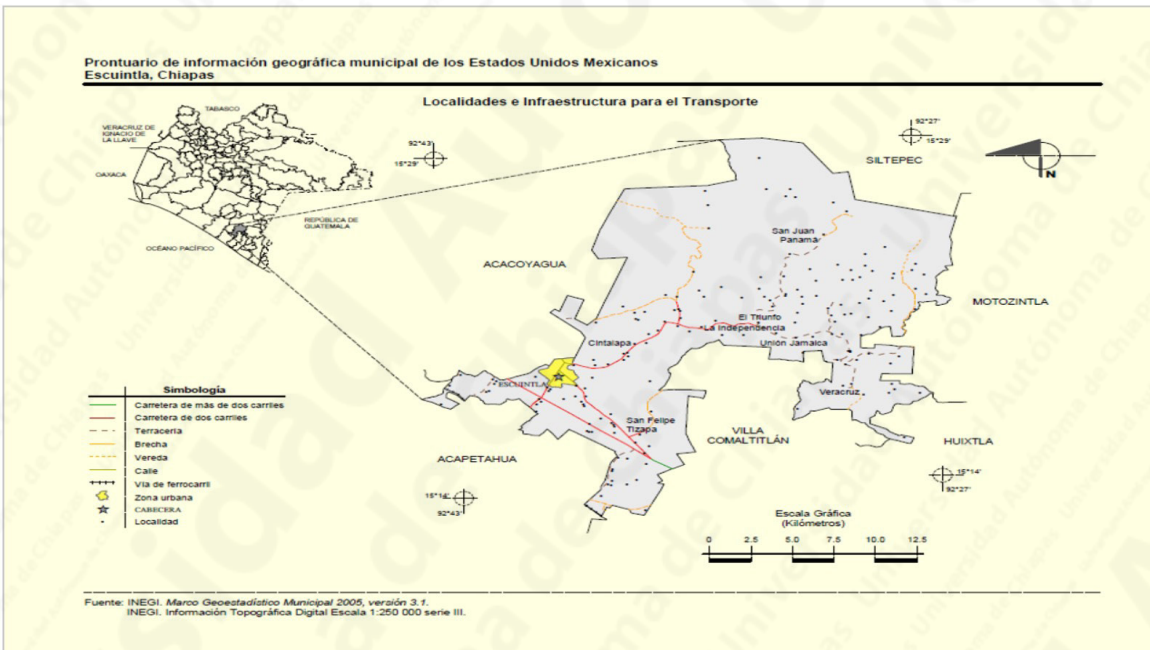 Prontuario de información geográfica municipal de los Estados Unidos Mexicanos
Escuintla, Chiapas
Localidades e Infraestructura para el Transporte
TABASCO
VERACRUZ DE
IGNACIO DE
LA LLAVE
OAXACA
REPÚBLICA DE
GUATEMALA
OCÉANO PACÍFICO
92°43'
15°29'
92°27'
15°29'
SILTEPEC
N
San Juan
Panamá
ACACOYAGUA
MOTOZINTLA
El Triunfo
La Independencia
Cintalapa
Unión Jamaica
ESCUINTLA
Veracruz
San Felipe
Tizapa
VILLA
COMALTITLÁN
HUIXTLA
ACAPETAHUA
15°14'
92°43'
15°14'
92°27'
Simbología
Carretera de más de dos carriles
Carretera de dos carriles
Terracería
Brecha
Vereda
Calle
Vía de ferrocarril
Zona urbana
CABECERA
Localidad
Escala Gráfica
(Kilómetros)
0 2.5 5.0 7.5 10.0 12.5
Fuente: INEGI. Marco Geoestadístico Municipal 2005, versión 3.1.
INEGI. Información Topográfica Digital Escala 1:250 000 serie III.